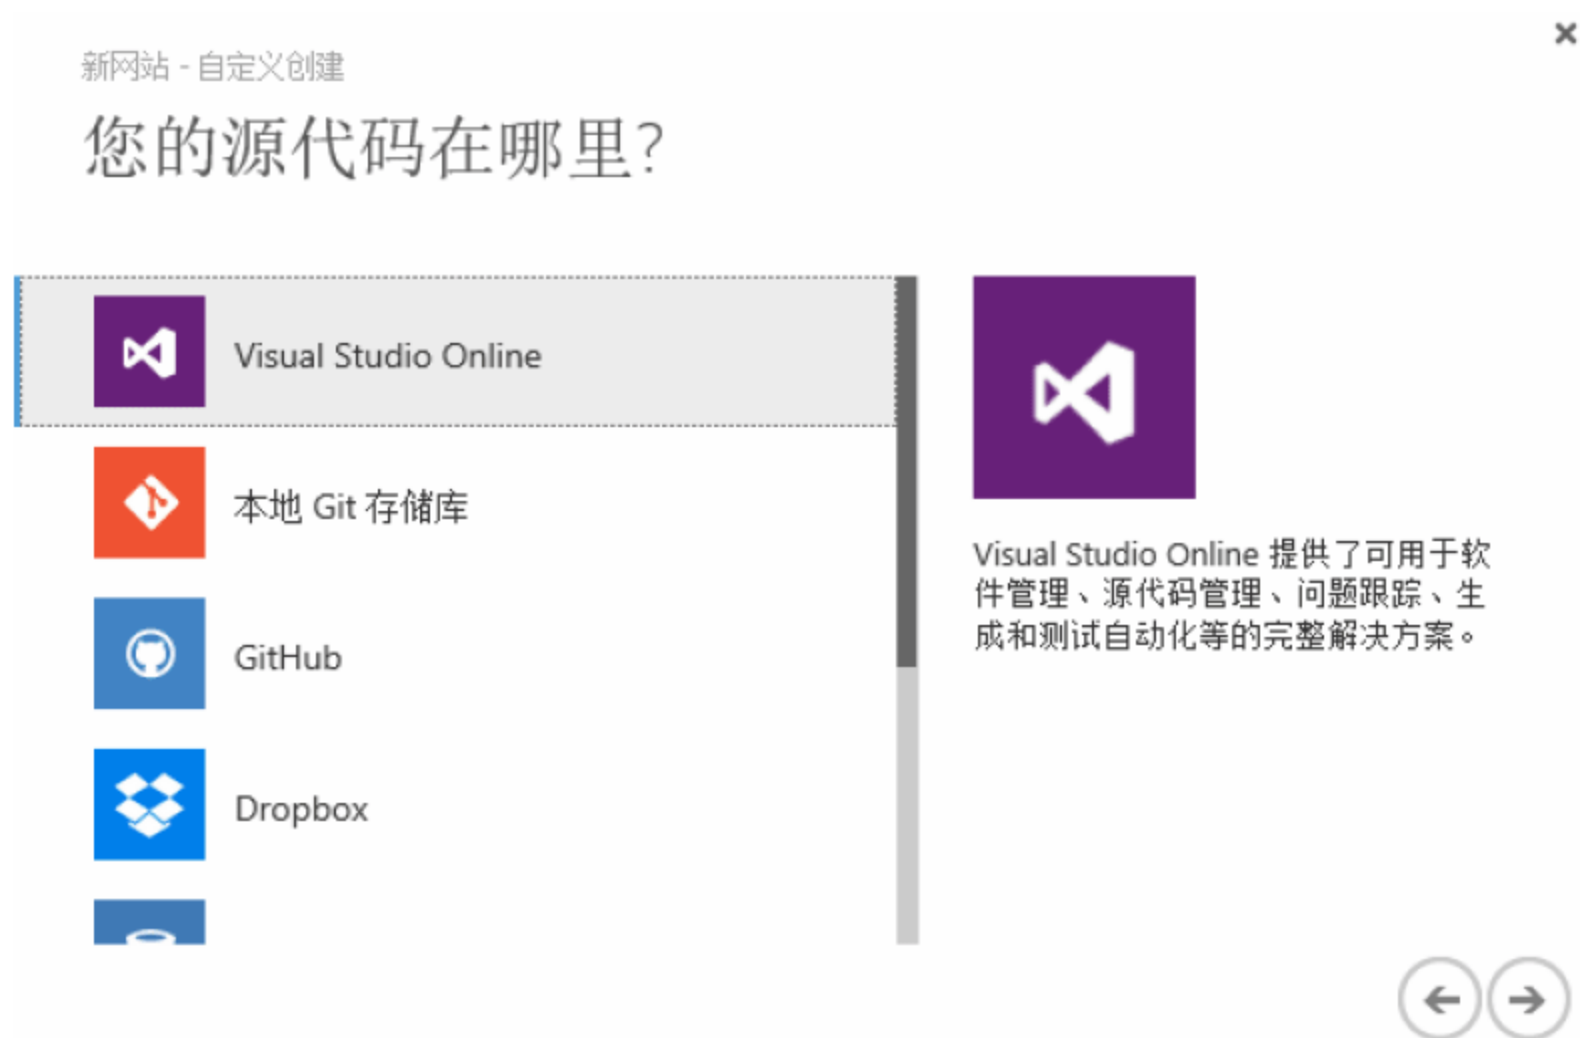 新网站 - 自定义创建
您的源代码在哪里?
Visual Studio Online
本地 Git 存储库
GitHub
Dropbox
Visual Studio Online 提供了可用于软
件管理、源代码管理、问题跟踪、生
成和测试自动化等的完整解决方案。